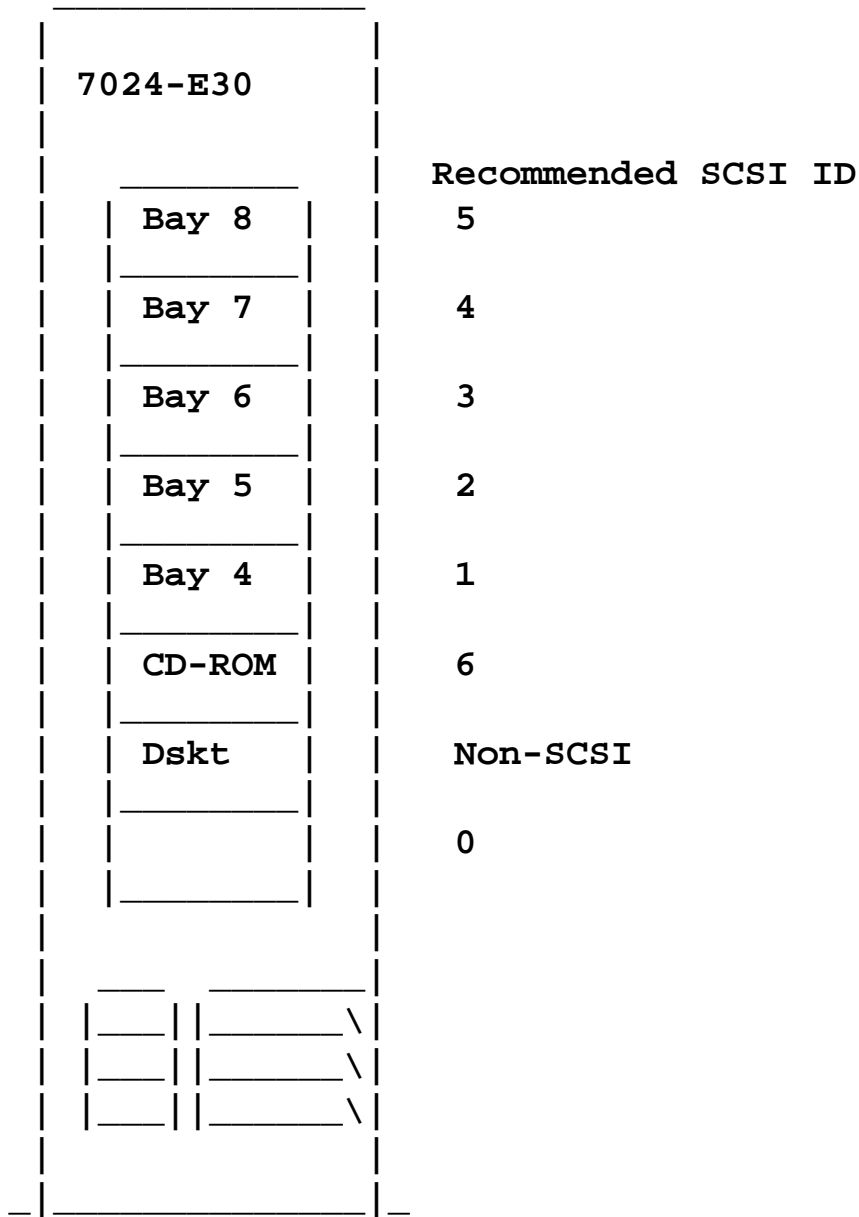 7024-E30
Recommended SCSI ID
Bay 8 5
Bay 7 4
Bay 6 3
Bay 5 2
Bay 4 1
CD-ROM 6
Dskt Non-SCSI
0